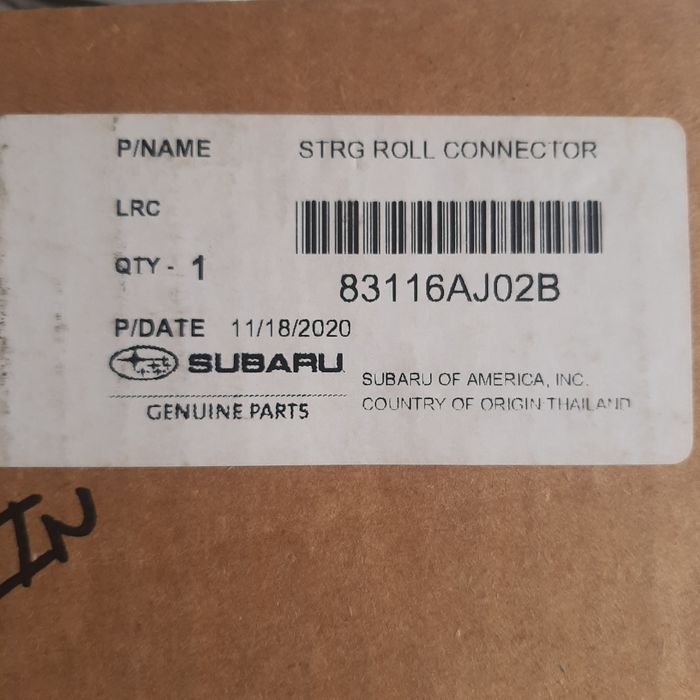 P/NAME STRG ROLL CONNECTOR
LRC
QTY - 1
83116AJ02B
P/DATE 11/18/2020
SUBARU
GENUINE PARTS
SUBARU OF AMERICA, INC.
COUNTRY OF ORIGIN:THAILAND
IN